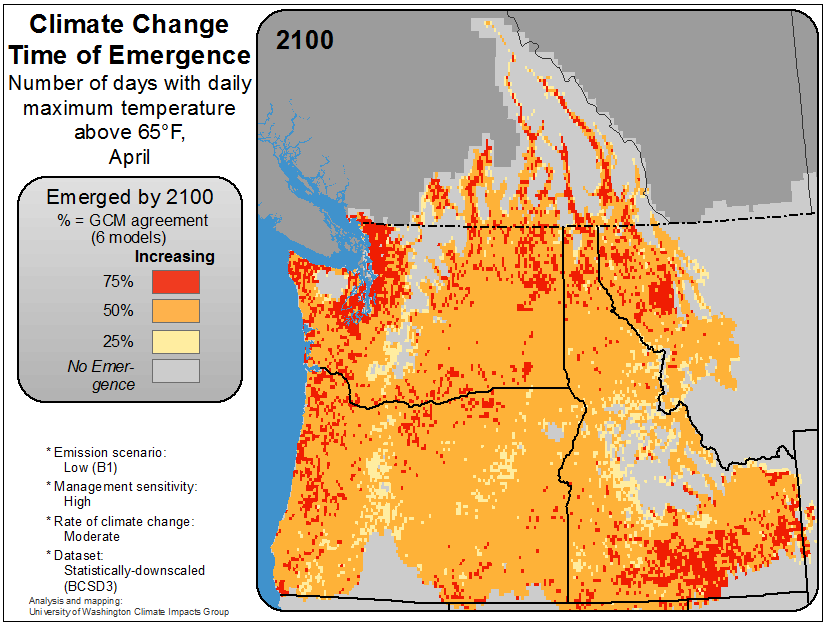 Climate Change
Time of Emergence
Number of days with daily
maximum temperature
above 65°F,
April
2100
Emerged by 2100
% = GCM agreement
(6 models)
Increasing
75%
50%
25%
No Emer-
gence
* Emission scenario:
Low (B1)
* Management sensitivity:
High
* Rate of climate change:
Moderate
* Dataset:
Statistically-downscaled
(BCSD3)
Analysis and mapping:
University of Washington Climate Impacts Group